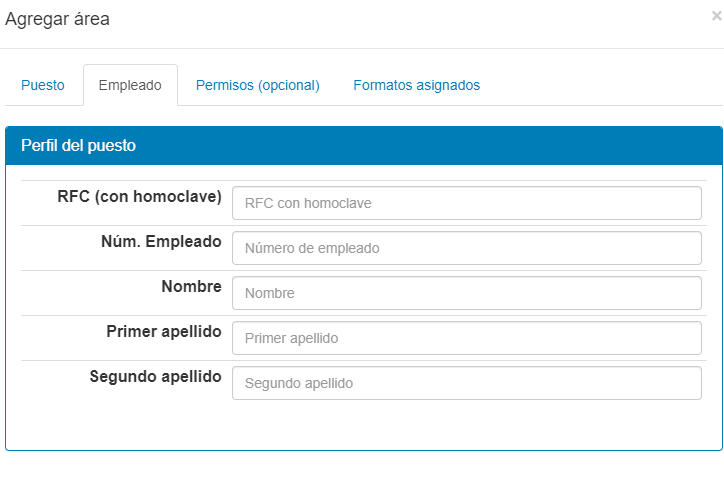 Agregar área ×
Puesto Empleado Permisos (opcional) Formatos asignados
Perfil del puesto
RFC (con homoclave) RFC con homoclave
Núm. Empleado Número de empleado
Nombre Nombre
Primer apellido Primer apellido
Segundo apellido Segundo apellido